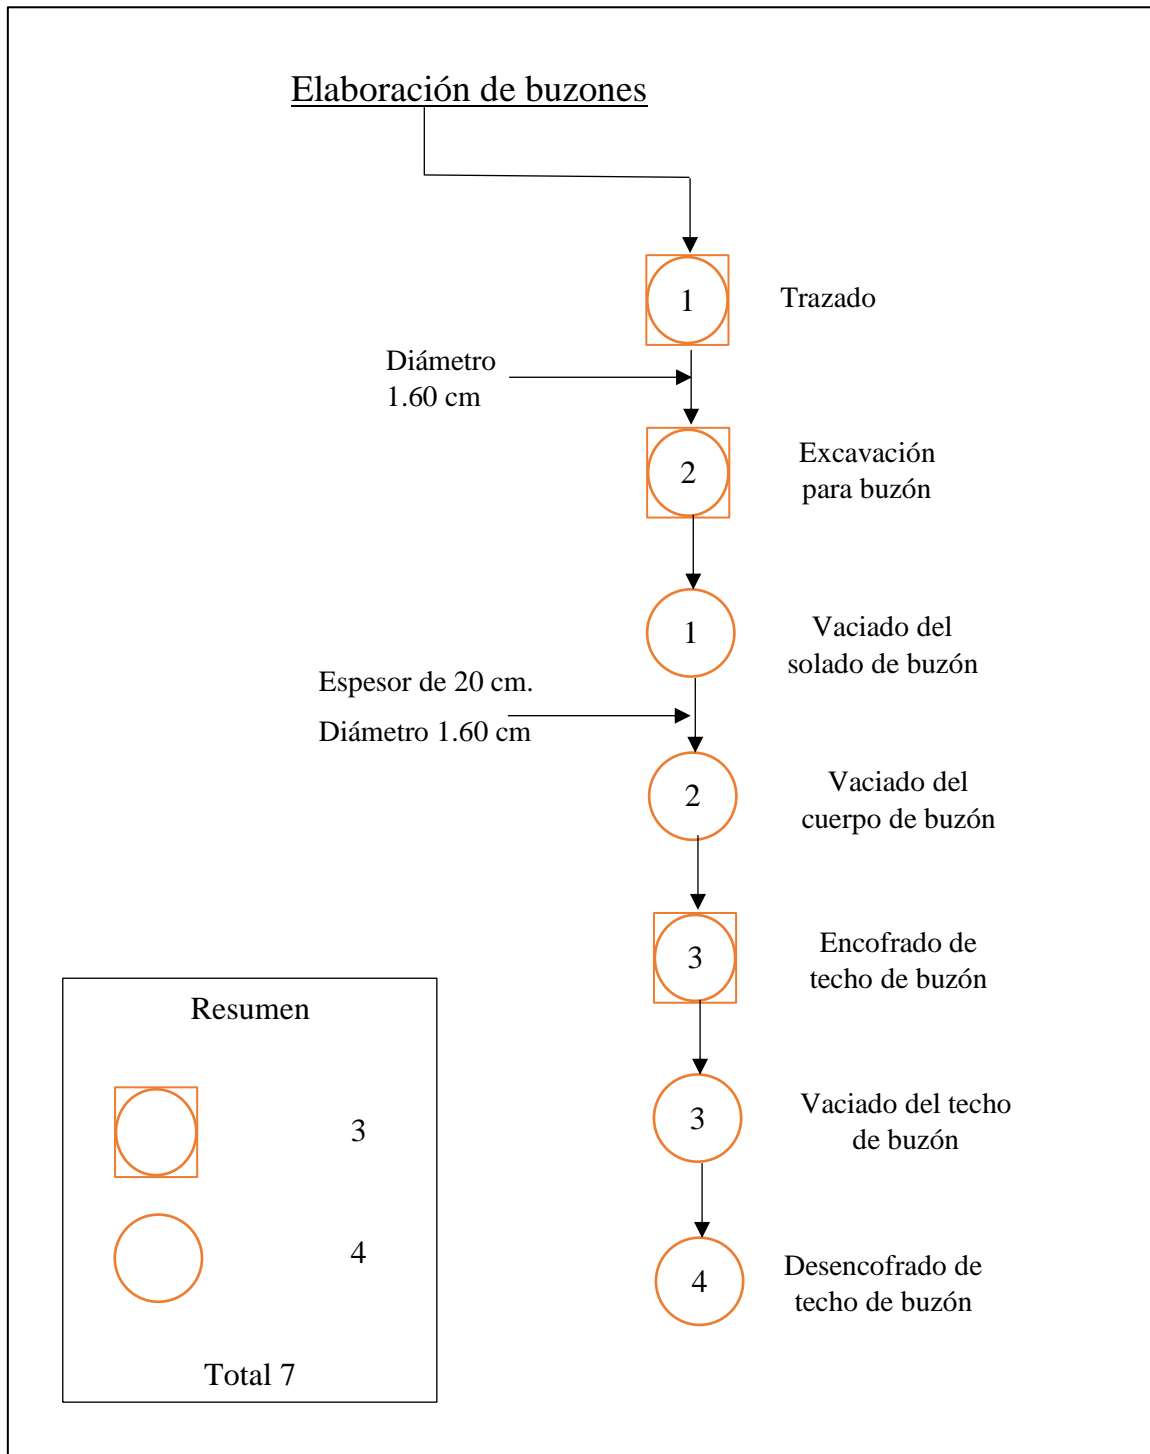 Elaboración de buzones
1
Trazado
Diámetro
1.60 cm
2
Excavación
para buzón
1
Vaciado del
solado de buzón
Espesor de 20 cm.
Diámetro 1.60 cm
2
Vaciado del
cuerpo de buzón
3
Encofrado de
techo de buzón
3
Vaciado del techo
de buzón
4
Desencofrado de
techo de buzón
Resumen
3
4
Total 7